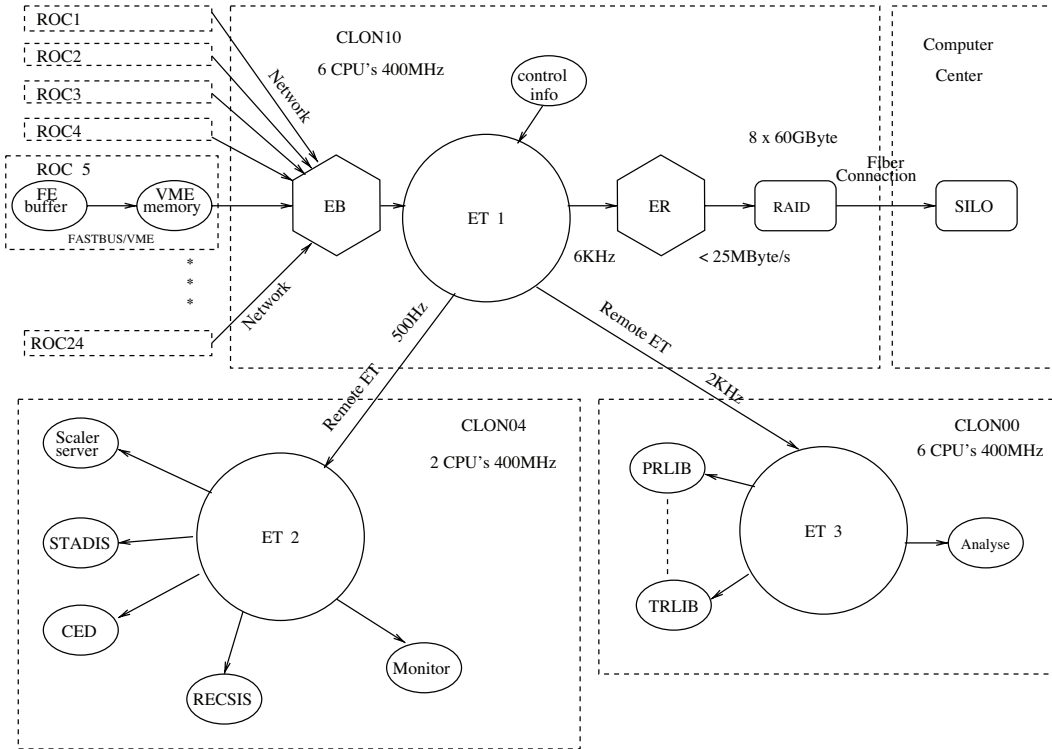 ROC1
ROC2
ROC3
ROC4
ROC 5
FE
buffer
VME
memory
FASTBUS/VME
*
*
*
ROC24
Network
Network
CLON10
6 CPU's 400MHz
control
info
EB
ET 1
ER
6KHz
< 25MByte/s
8 x 60GByte
RAID
Fiber
Connection
Computer
Center
SILO
500Hz
Remote ET
Remote ET
2KHz
CLON04
2 CPU's 400MHz
Scaler
server
STADIS
CED
RECSIS
Monitor
ET 2
CLON00
6 CPU's 400MHz
PRLIB
TRLIB
ET 3
Analyse